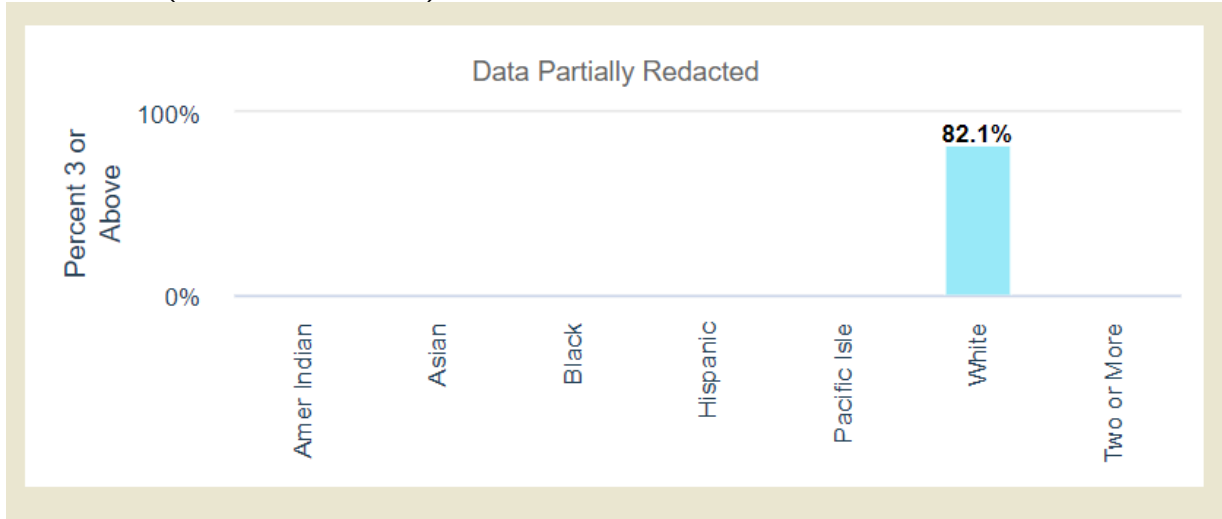 Data Partially Redacted
100%
82.1%
Percent 3 or
Above
0%
Amer Indian
Asian
Black
Hispanic
Pacific Isle
White
Two or More